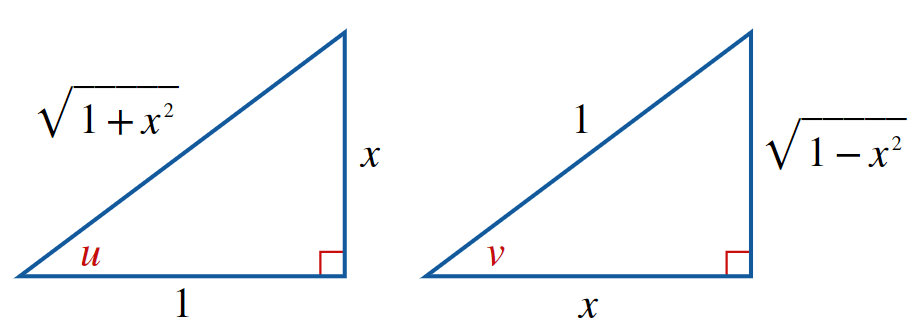 √(1 + x²)
x
u
1
1
√(1 − x²)
v
x